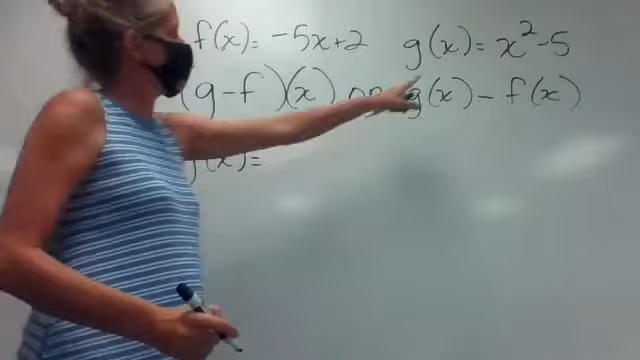 f(x) = -5x+2 g(x) = x² - 5
(g-f)(x) or g(x) - f(x)
(x) =